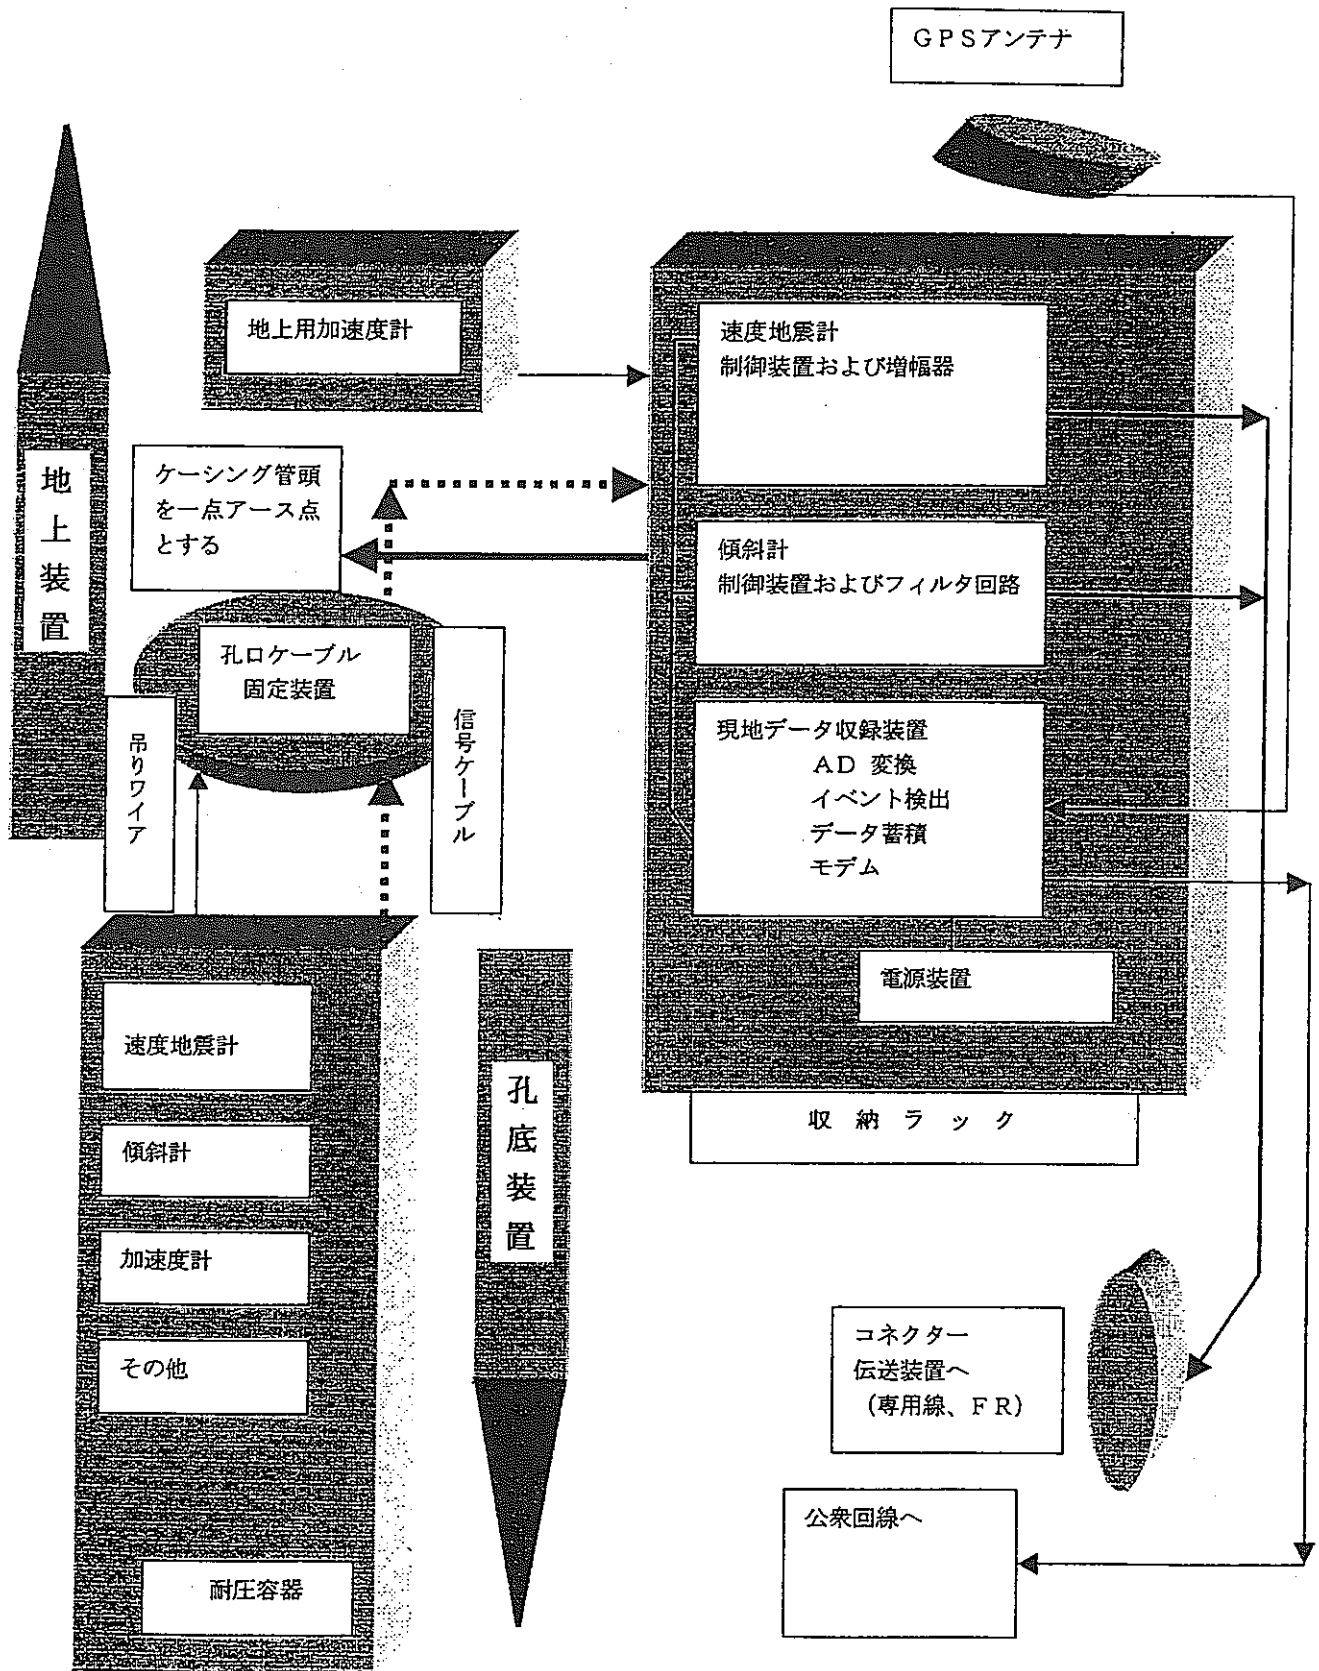 GPSアンテナ
地上用加速度計
速度地震計
制御装置および増幅器
ケーシング管頭
を一点アース点
とする
地上装置
傾斜計
制御装置およびフィルタ回路
孔口ケーブル
固定装置
吊りワイア
信号ケーブル
現地データ収録装置
AD 変換
イベント検出
データ蓄積
モデム
電源装置
収納ラック
速度地震計
傾斜計
加速度計
その他
耐圧容器
孔底装置
コネクター
伝送装置へ
(専用線、FR)
公衆回線へ